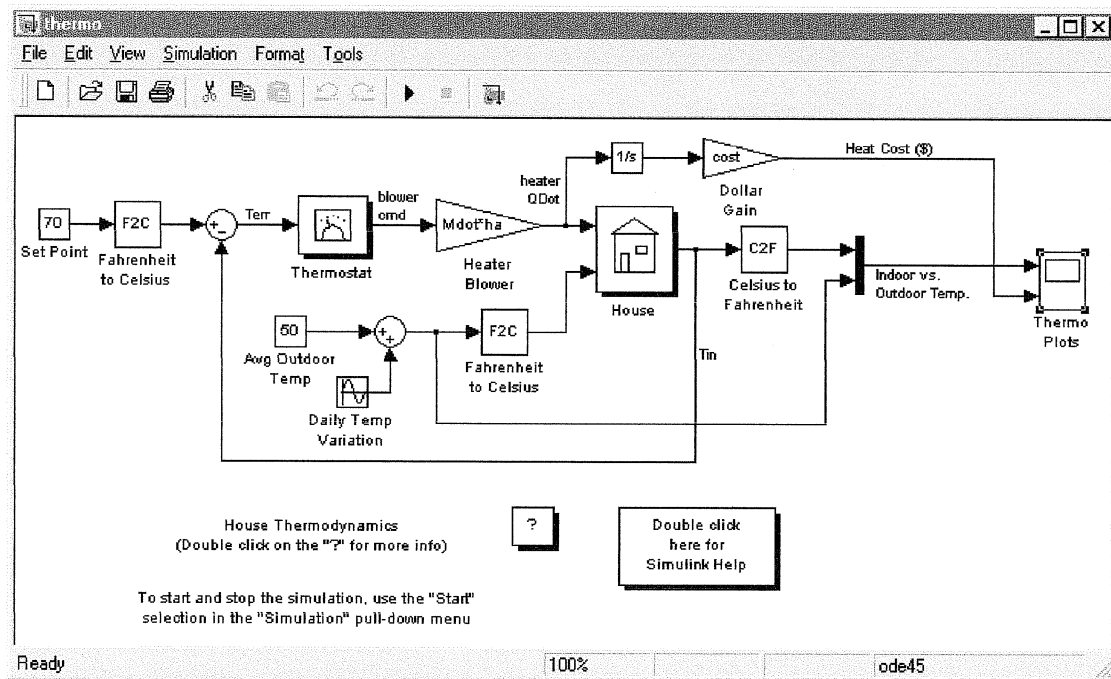 thermo
File Edit View Simulation Format Tools
1/s
cost
Heat Cost ($)
Dollar
Gain
heater
QDot
blower
cmd
70
F2C
Terr
Mdot*ha
C2F
Set Point
Fahrenheit
to Celsius
Thermostat
Heater
Blower
House
Celsius to
Fahrenheit
Indoor vs.
Outdoor Temp.
Thermo
Plots
50
F2C
Avg Outdoor
Temp
Fahrenheit
to Celsius
Tin
Daily Temp
Variation
House Thermodynamics
(Double click on the "?" for more info)
?
Double click
here for
Simulink Help
To start and stop the simulation, use the "Start"
selection in the "Simulation" pull-down menu
Ready
100%
ode45